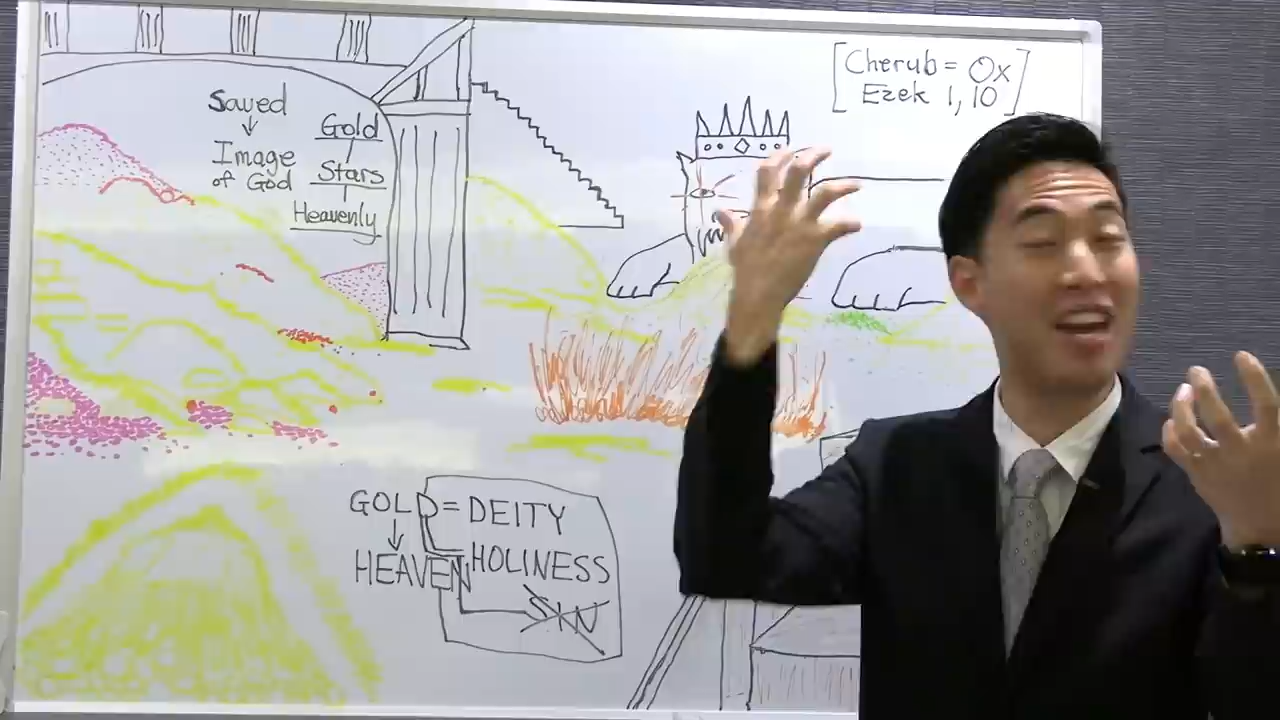 Saved
Image
of God
Gold
Stars
Heavenly
[Cherub = Ox
Ezek 1, 10]
GOLD = DEITY
HEAVEN
HOLINESS
SIN